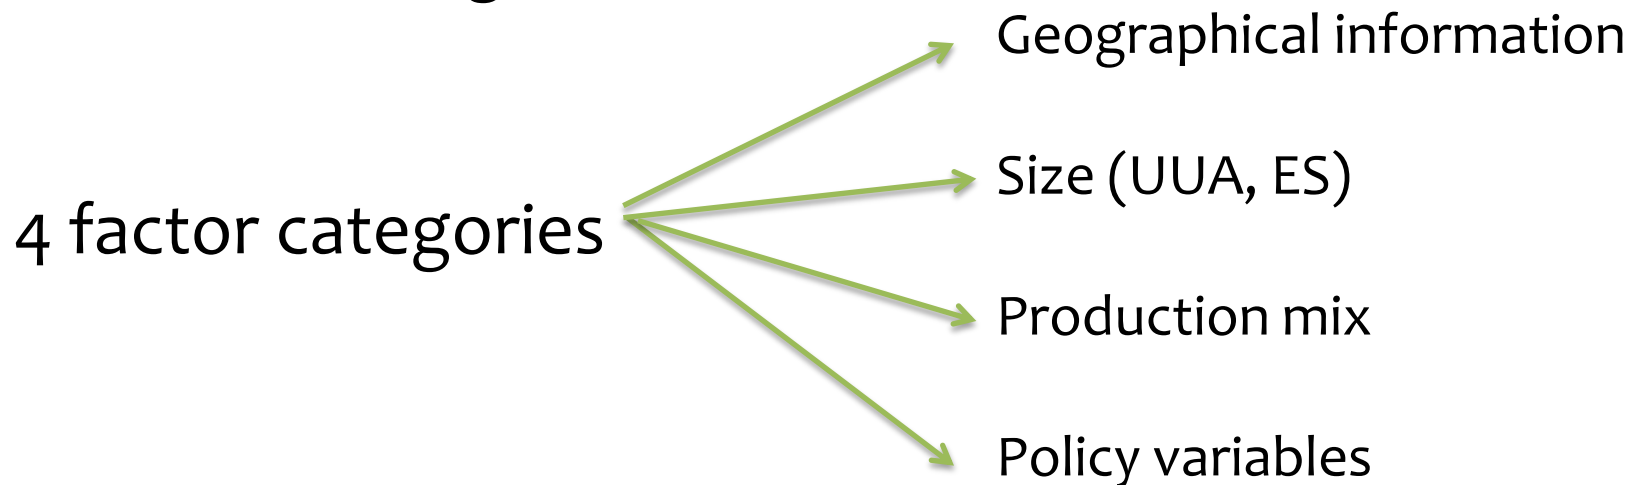 Geographical information
Size (UUA, ES)
4 factor categories
Production mix
Policy variables